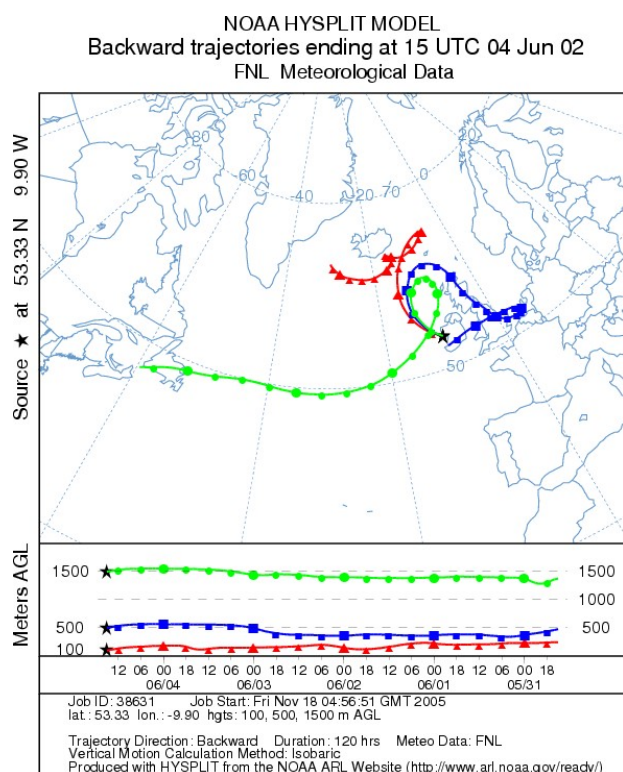 NOAA HYSPLIT MODEL
Backward trajectories ending at 15 UTC 04 Jun 02
FNL Meteorological Data
Source ★ at 53.33 N 9.90 W
80
60
-40
-20
70
0
50
Meters AGL
1500
1500
1000
500
500
100
12 06 00 18 12 06 00 18 12 06 00 18 12 06 00 18 12 06 00 18
06/04 06/03 06/02 06/01 05/31
Job ID: 38631 Job Start: Fri Nov 18 04:56:51 GMT 2005
lat.: 53.33 lon.: -9.90 hgts: 100, 500, 1500 m AGL
Trajectory Direction: Backward Duration: 120 hrs Meteo Data: FNL
Vertical Motion Calculation Method: Isobaric
Produced with HYSPLIT from the NOAA ARL Website (http://www.arl.noaa.gov/ready/)